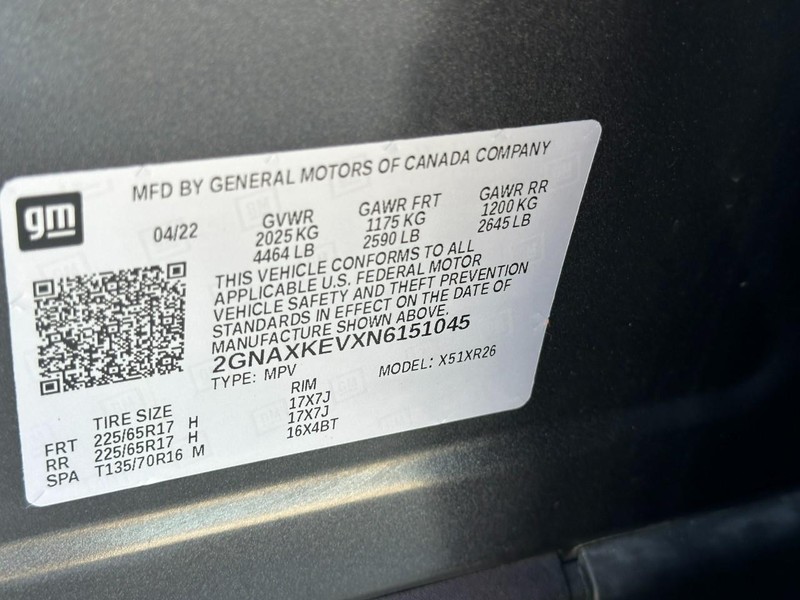 MFD BY GENERAL MOTORS OF CANADA COMPANY
gm
04/22 GVWR GAWR FRT GAWR RR
2025 KG 1175 KG 1200 KG
4464 LB 2590 LB 2645 LB
THIS VEHICLE CONFORMS TO ALL
APPLICABLE U.S. FEDERAL MOTOR
VEHICLE SAFETY AND THEFT PREVENTION
STANDARDS IN EFFECT ON THE DATE OF
MANUFACTURE SHOWN ABOVE.
2GNAXKEVXN6151045
TYPE: MPV MODEL: X51XR26
TIRE SIZE RIM
FRT 225/65R17 H 17X7J
RR 225/65R17 H 17X7J
SPA T135/70R16 M 16X4BT